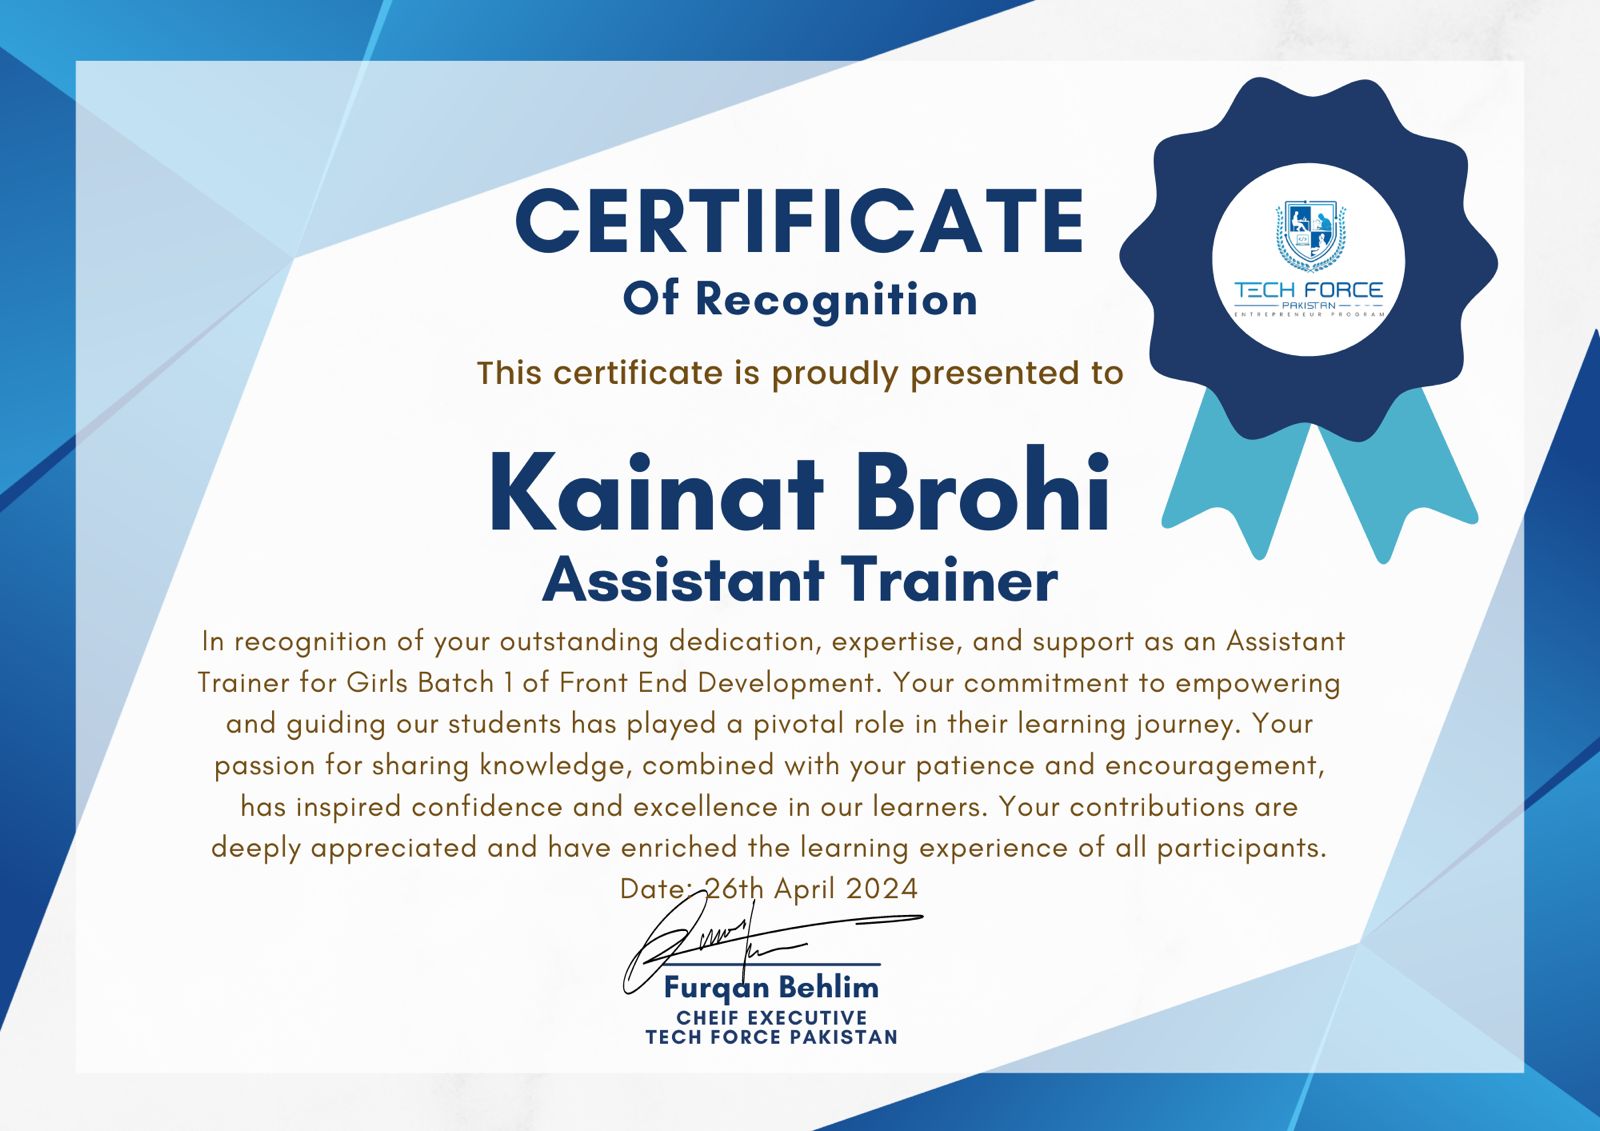 CERTIFICATE
Of Recognition
TECH FORCE
PAKISTAN
ENTREPRENEUR PROGRAM
This certificate is proudly presented to
Kainat Brohi
Assistant Trainer
In recognition of your outstanding dedication, expertise, and support as an Assistant
Trainer for Girls Batch 1 of Front End Development. Your commitment to empowering
and guiding our students has played a pivotal role in their learning journey. Your
passion for sharing knowledge, combined with your patience and encouragement,
has inspired confidence and excellence in our learners. Your contributions are
deeply appreciated and have enriched the learning experience of all participants.
Date: 26th April 2024
Furqan Behlim
CHEIF EXECUTIVE
TECH FORCE PAKISTAN